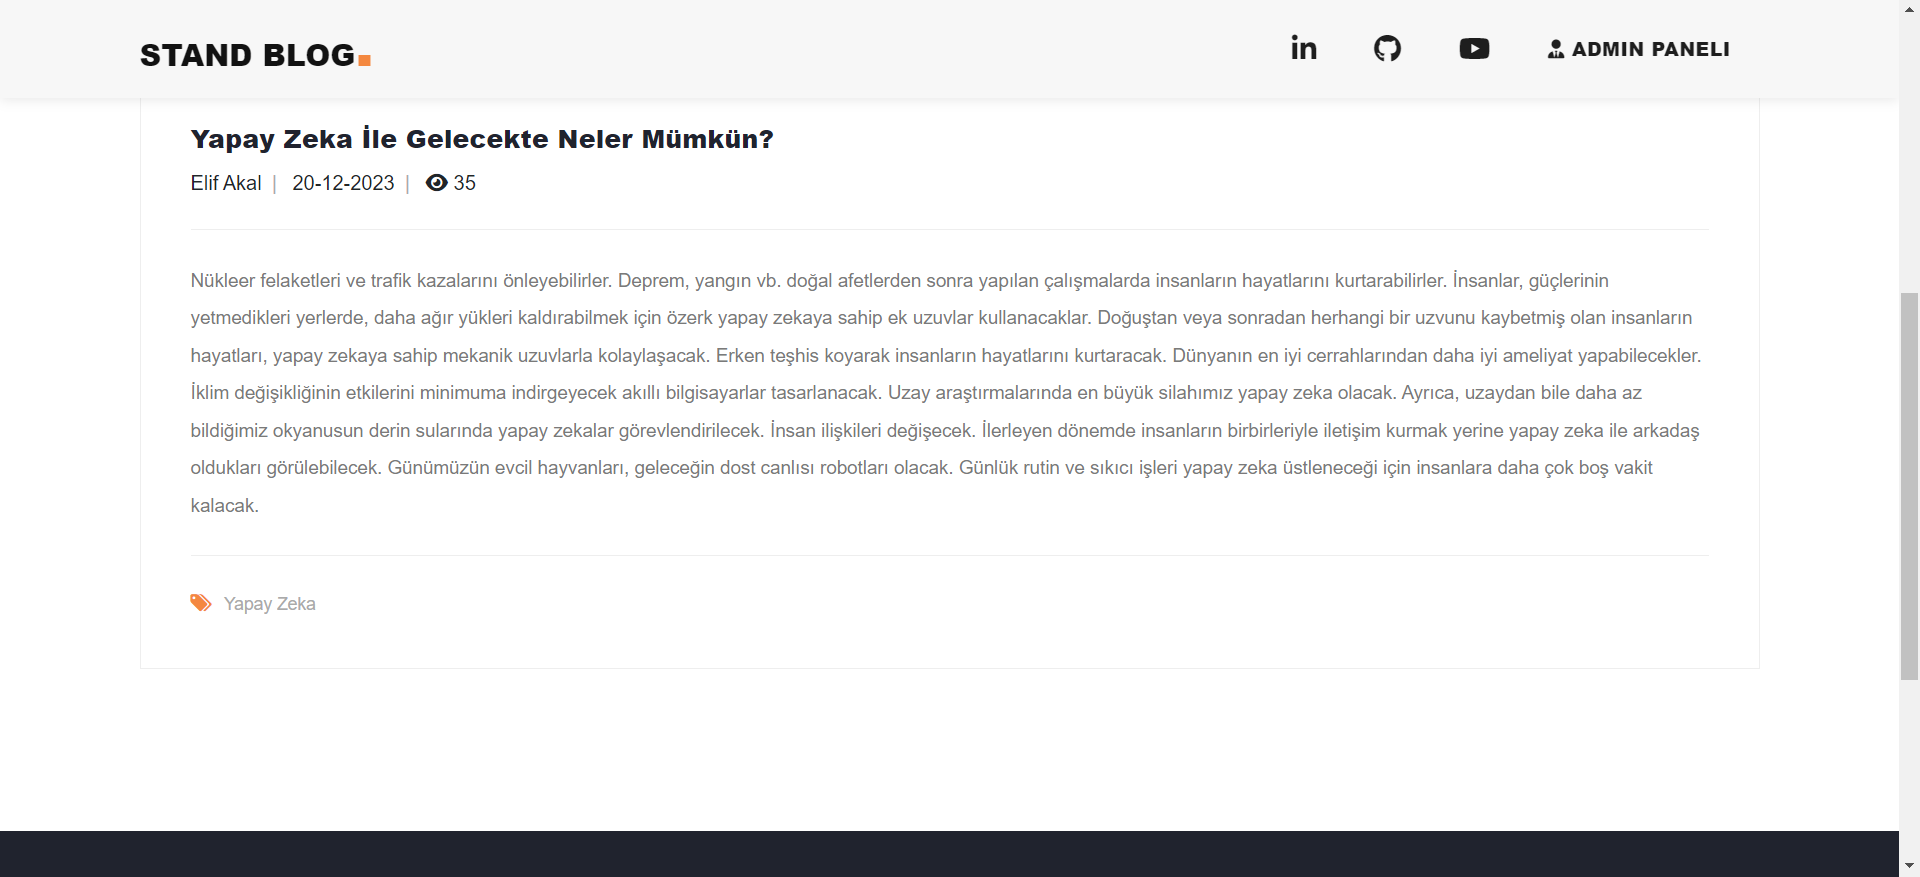 STAND BLOG.
in
ADMIN PANELI
Yapay Zeka İle Gelecekte Neler Mümkün?
Elif Akal | 20-12-2023 | 35
Nükleer felaketleri ve trafik kazalarını önleyebilirler. Deprem, yangın vb. doğal afetlerden sonra yapılan çalışmalarda insanların hayatlarını kurtarabilirler. İnsanlar, güçlerinin
yetmedikleri yerlerde, daha ağır yükleri kaldırabilmek için özerk yapay zekaya sahip ek uzuvlar kullanacaklar. Doğuştan veya sonradan herhangi bir uzvunu kaybetmiş olan insanların
hayatları, yapay zekaya sahip mekanik uzuvlarla kolaylaşacak. Erken teşhis koyarak insanların hayatlarını kurtaracak. Dünyanın en iyi cerrahlarından daha iyi ameliyat yapabilecekler.
İklim değişikliğinin etkilerini minimuma indirgeyecek akıllı bilgisayarlar tasarlanacak. Uzay araştırmalarında en büyük silahımız yapay zeka olacak. Ayrıca, uzaydan bile daha az
bildiğimiz okyanusun derin sularında yapay zekalar görevlendirilecek. İnsan ilişkileri değişecek. İlerleyen dönemde insanların birbirleriyle iletişim kurmak yerine yapay zeka ile arkadaş
oldukları görülebilecek. Günümüzün evcil hayvanları, geleceğin dost canlısı robotları olacak. Günlük rutin ve sıkıcı işleri yapay zeka üstleneceği için insanlara daha çok boş vakit
kalacak.
Yapay Zeka